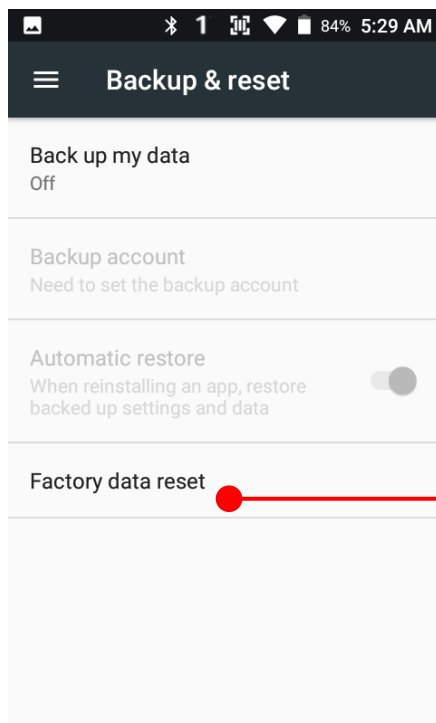 1 84% 5:29 AM
Backup & reset
Back up my data
Off
Backup account
Need to set the backup account
Automatic restore
When reinstalling an app, restore
backed up settings and data
Factory data reset